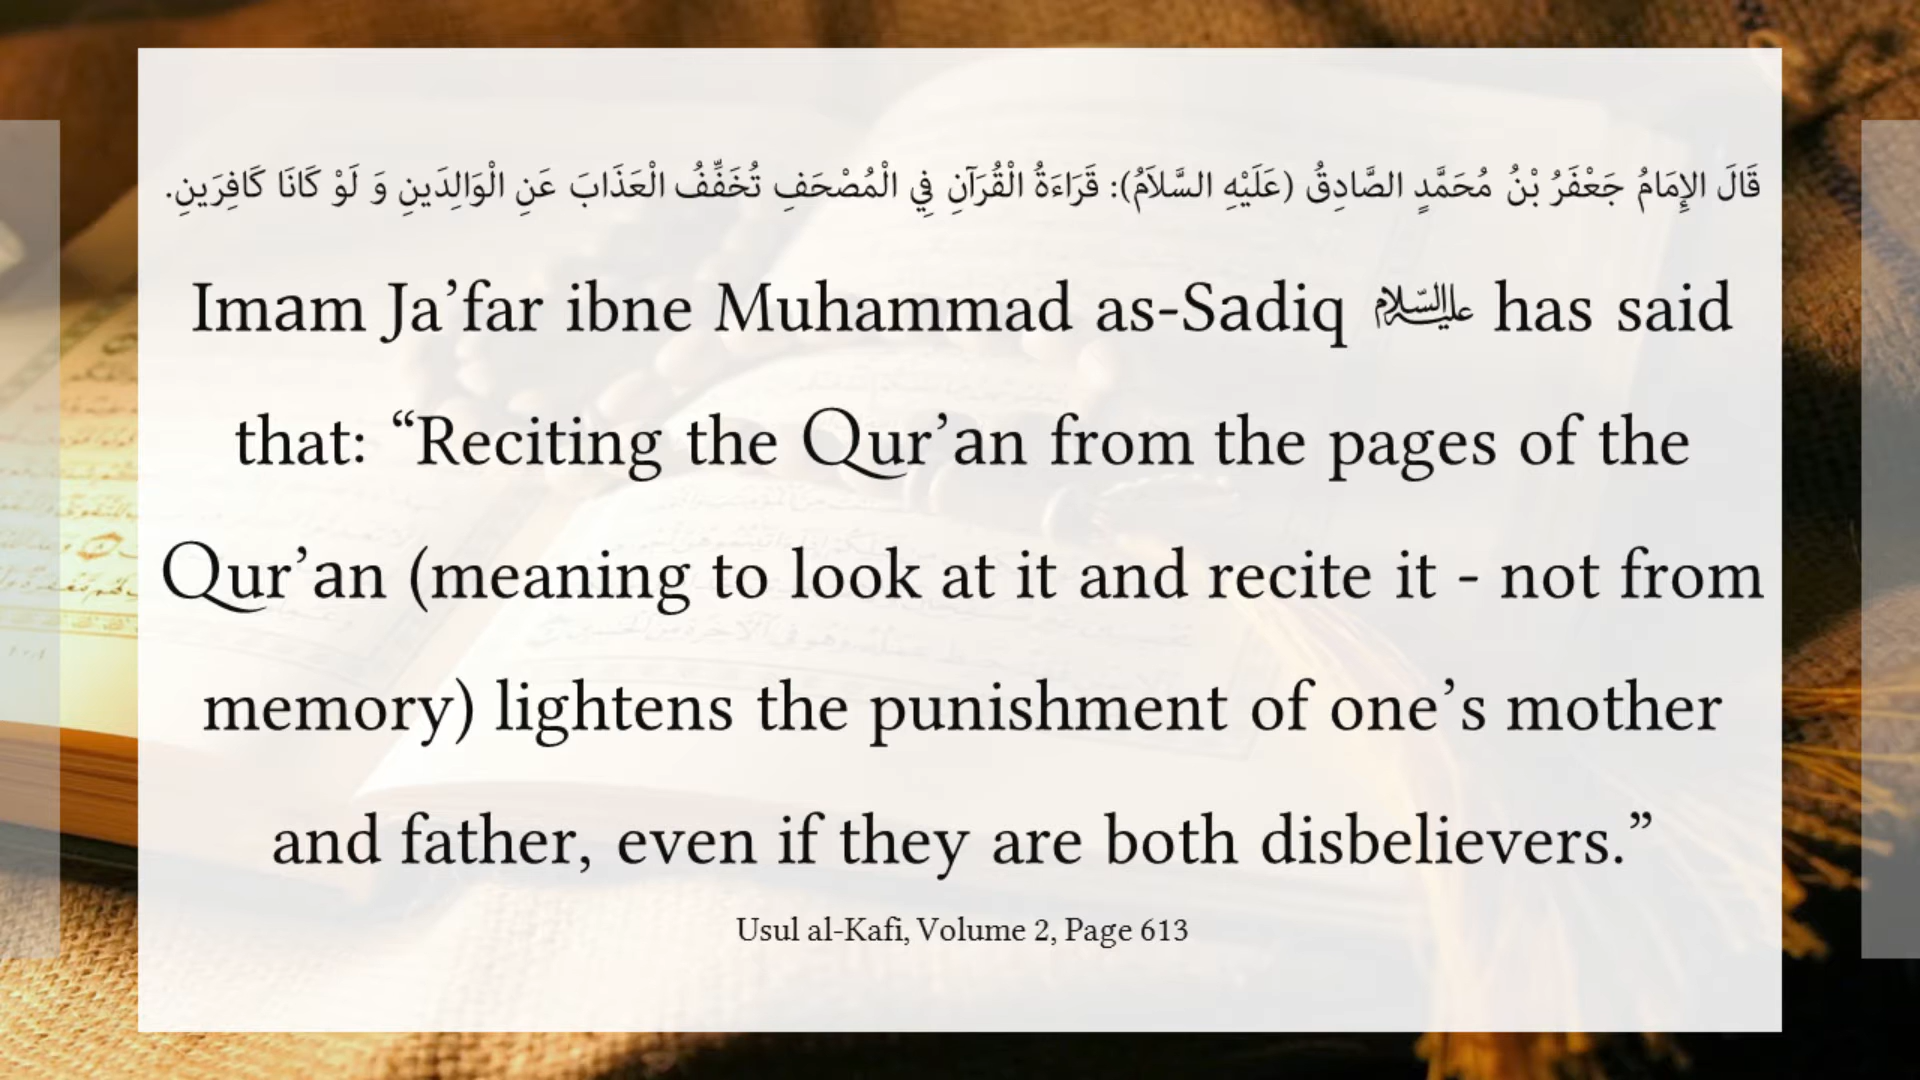 قَالَ الإِمَامُ جَعْفَرُ بْنُ مُحَمَّدٍ الصَّادِقُ (عَلَيْهِ السَّلاَمُ): قَرَاءَةُ الْقُرَآنِ فِي الْمُصْحَفِ تُخَفِّفُ الْعَذَابَ عَنِ الْوَالِدَينِ وَ لَوْ كَانَا كَافِرَينِ.
Imam Ja’far ibne Muhammad as-Sadiq عليه السلام has said
that: “Reciting the Qur’an from the pages of the
Qur’an (meaning to look at it and recite it - not from
memory) lightens the punishment of one’s mother
and father, even if they are both disbelievers.”
Usul al-Kafi, Volume 2, Page 613